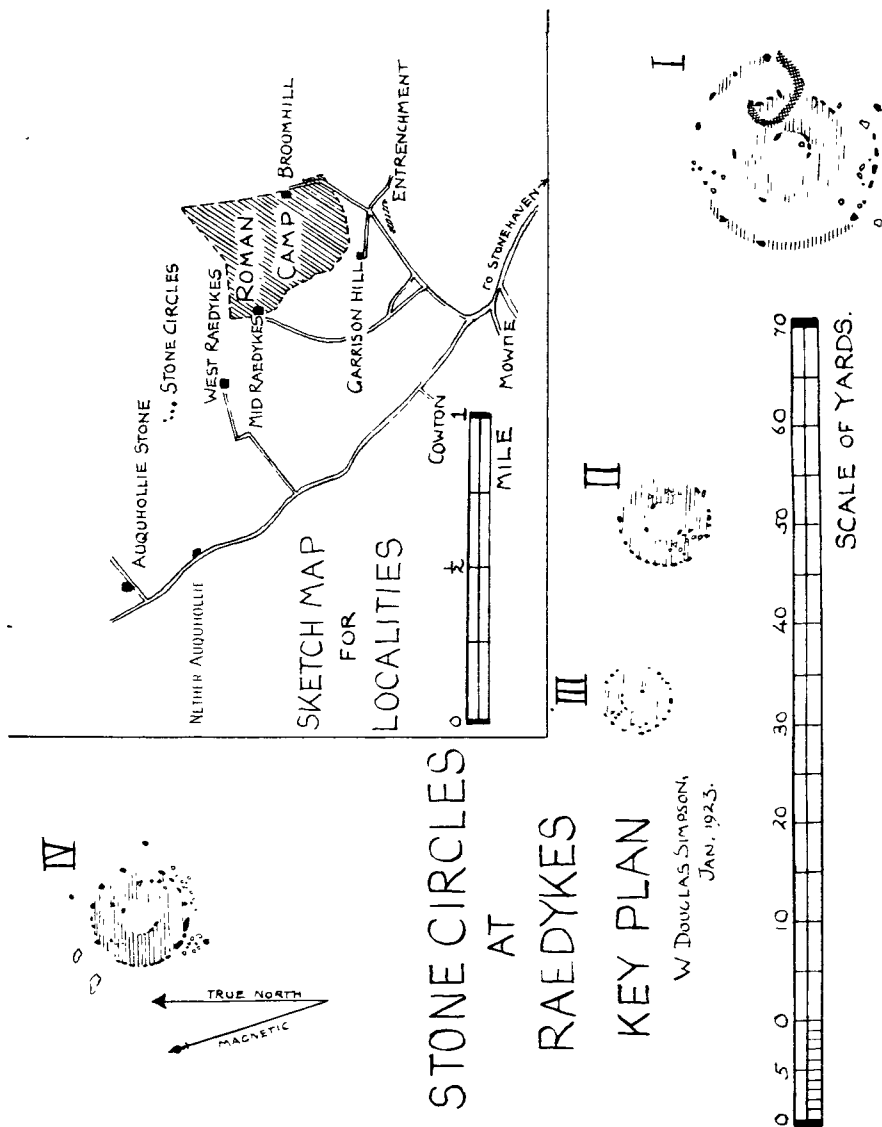 IV
TRUE NORTH
MAGNETIC
STONE CIRCLES
AT
RAEDYKES
KEY PLAN
W DOUGLAS SIMPSON,
JAN. 1923.
SKETCH MAP
FOR
LOCALITIES
0 ½ 1
MILE
AUQUHOLLIE STONE
NETHER AUQUHOLLIE
STONE CIRCLES
WEST RAEDYKES
MID RAEDYKES
ROMAN
CAMP
BROOMHILL
GARRISON HILL
ENTRENCHMENT
COWTON
MOWTIE
TO STONEHAVEN
III
II
I
0 5 0 10 20 30 40 50 60 70
SCALE OF YARDS.